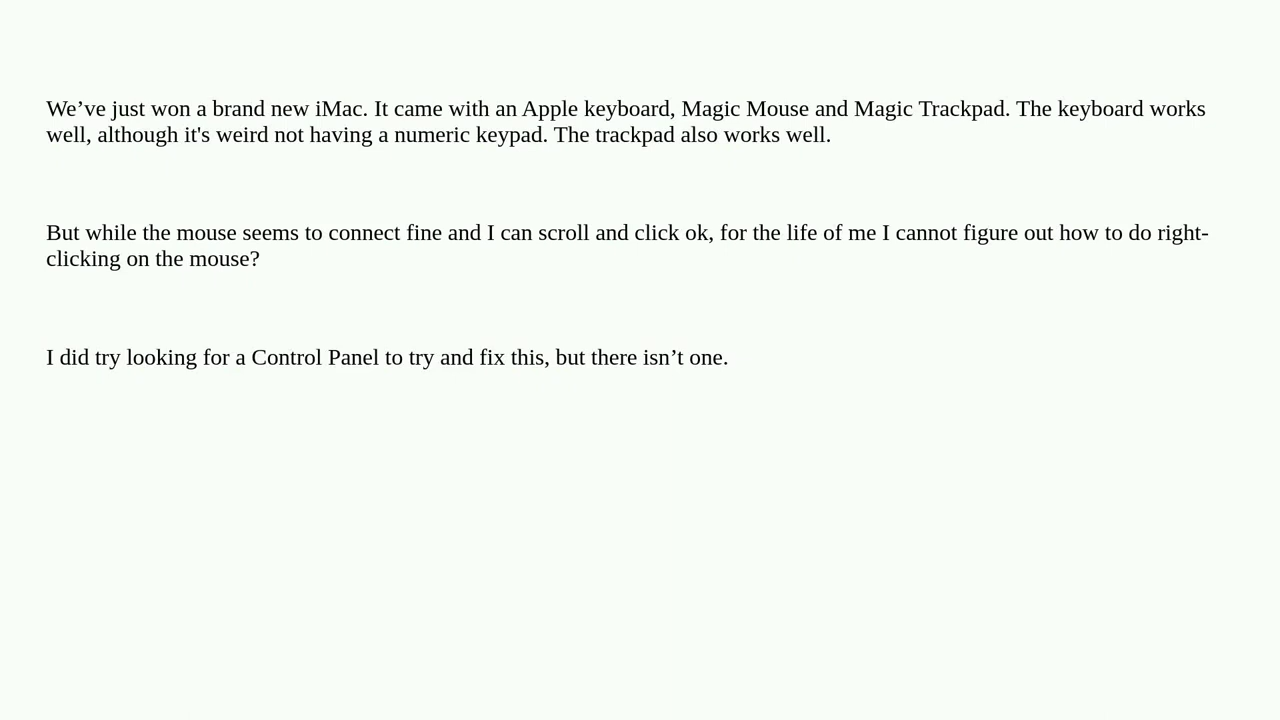 We’ve just won a brand new iMac. It came with an Apple keyboard, Magic Mouse and Magic Trackpad. The keyboard works
well, although it's weird not having a numeric keypad. The trackpad also works well.
But while the mouse seems to connect fine and I can scroll and click ok, for the life of me I cannot figure out how to do right-
clicking on the mouse?
I did try looking for a Control Panel to try and fix this, but there isn’t one.